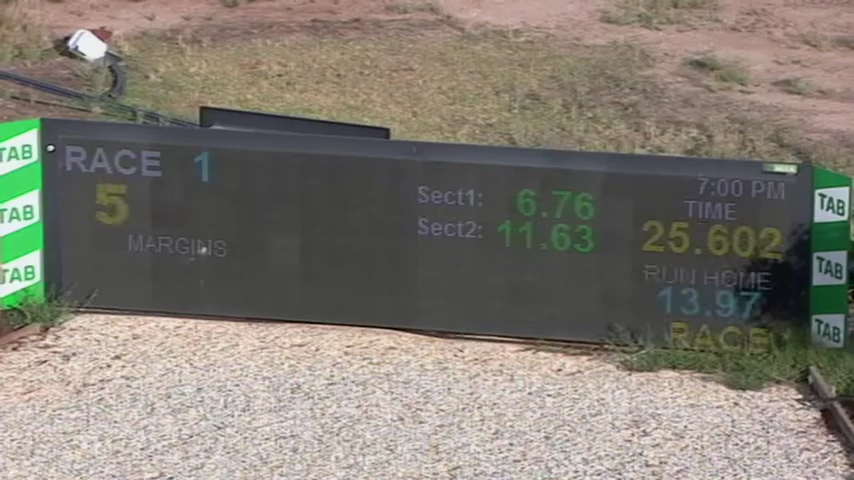 RACE 1
7:00 PM
5
Sect1: 6.76
TIME
Sect2: 11.63
25.602
MARGINS
RUN HOME
13.97
RACE
TAB
TAB
TAB
TAB
TAB
TAB